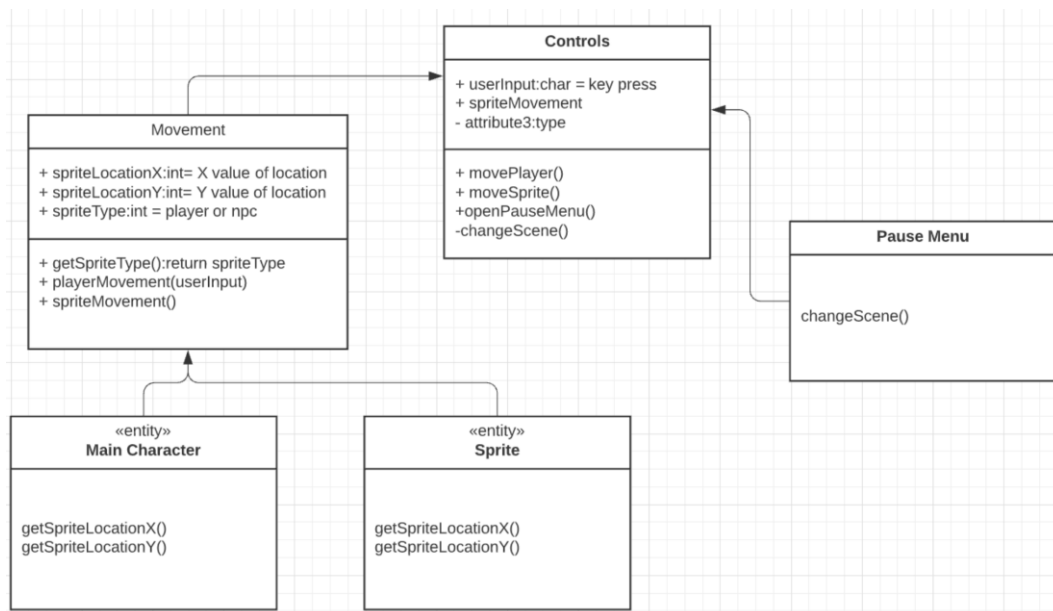 Controls
+ userInput:char = key press
+ spriteMovement
- attribute3:type
+ movePlayer()
+ moveSprite()
+openPauseMenu()
-changeScene()
Movement
+ spriteLocationX:int= X value of location
+ spriteLocationY:int= Y value of location
+ spriteType:int = player or npc
+ getSpriteType():return spriteType
+ playerMovement(userInput)
+ spriteMovement()
Pause Menu
changeScene()
«entity»
Main Character
getSpriteLocationX()
getSpriteLocationY()
«entity»
Sprite
getSpriteLocationX()
getSpriteLocationY()